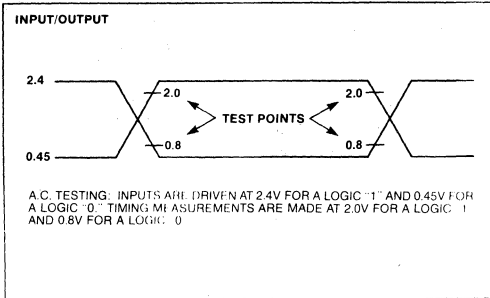 INPUT/OUTPUT
2.4
2.0
2.0
TEST POINTS
0.8
0.8
0.45
A.C. TESTING: INPUTS ARE DRIVEN AT 2.4V FOR A LOGIC "1" AND 0.45V FOR
A LOGIC "0." TIMING MEASUREMENTS ARE MADE AT 2.0V FOR A LOGIC 1
AND 0.8V FOR A LOGIC 0